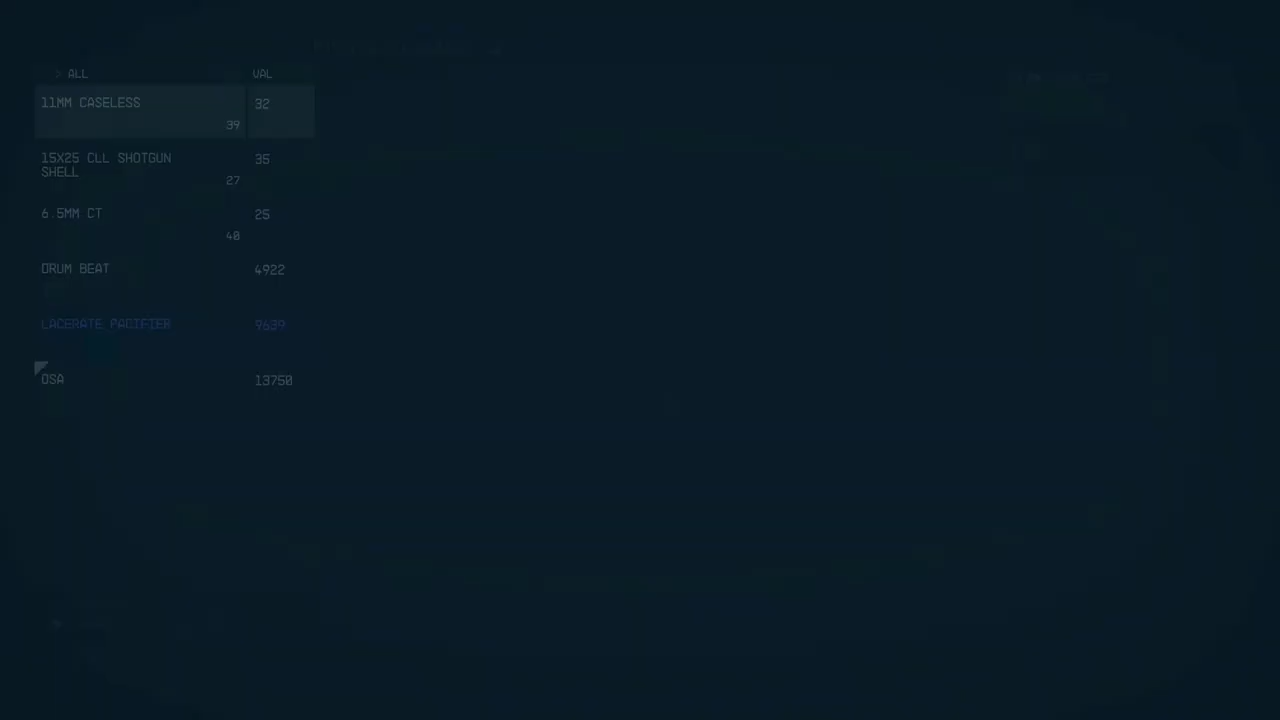 > ALL VAL
11MM CASELESS 32
39
15X25 CLL SHOTGUN 35
SHELL
27
6.5MM CT 25
40
DRUM BEAT 4922
LACERATE PACIFIER 9639
OSA 13750